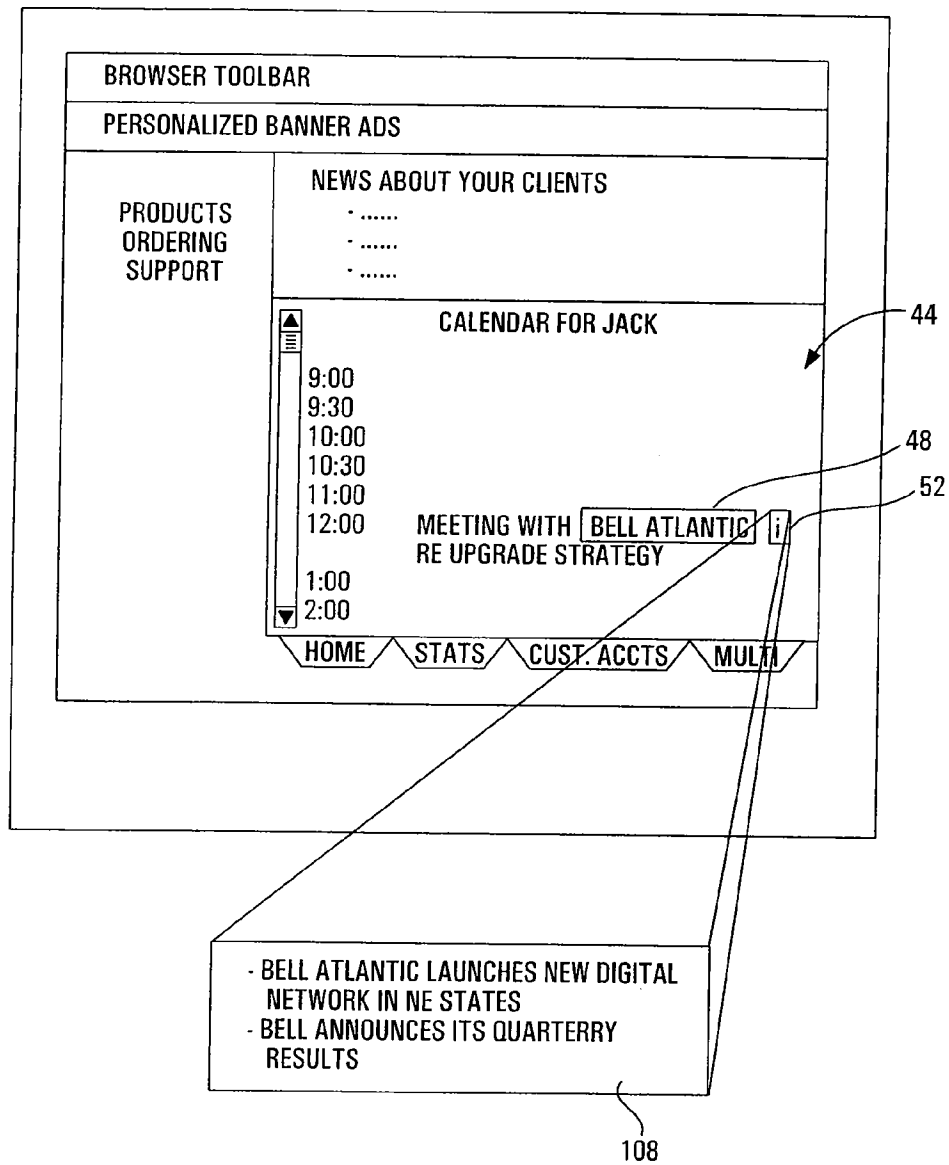 BROWSER TOOLBAR
PERSONALIZED BANNER ADS
PRODUCTS
ORDERING
SUPPORT
NEWS ABOUT YOUR CLIENTS
- ......
- ......
- ......
CALENDAR FOR JACK
9:00
9:30
10:00
10:30
11:00
12:00 MEETING WITH BELL ATLANTIC i
RE UPGRADE STRATEGY
1:00
2:00
HOME STATS CUST. ACCTS MULTI
44
48
52
- BELL ATLANTIC LAUNCHES NEW DIGITAL
NETWORK IN NE STATES
- BELL ANNOUNCES ITS QUARTERRY
RESULTS
108